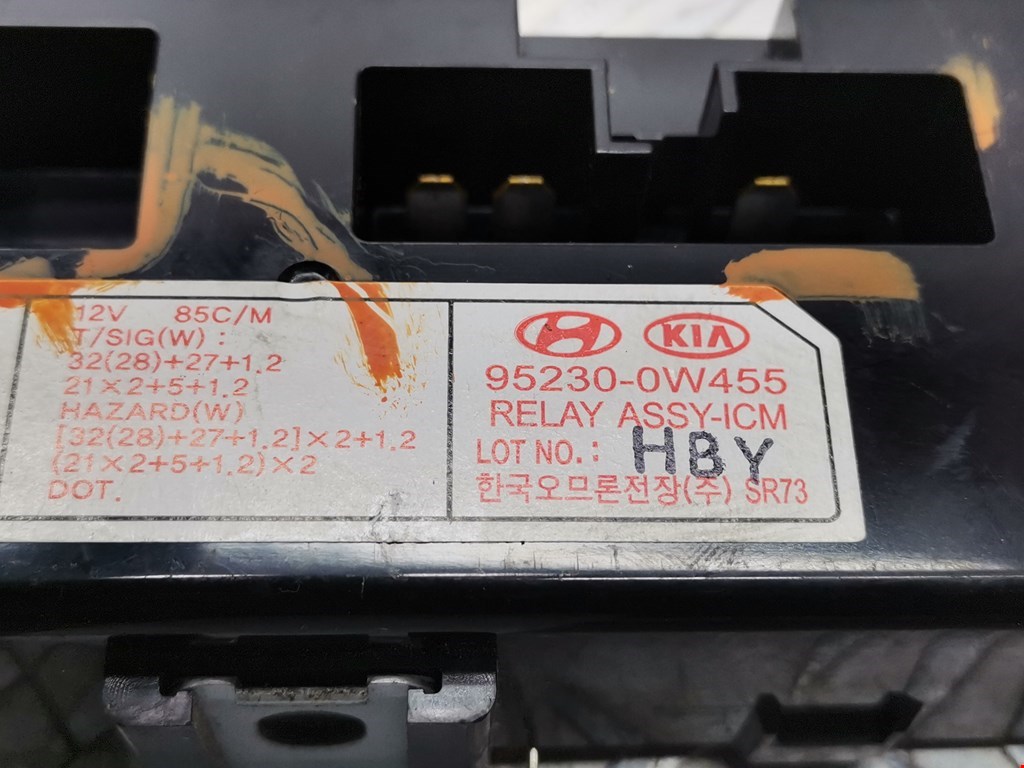 12V 85C/M
T/SIG(W) :
32(28)+27+1.2
21×2+5+1.2
HAZARD(W)
[32(28)+27+1.2]×2+1.2
(21×2+5+1.2)×2
DOT.
KIA
95230-0W455
RELAY ASSY-ICM
LOT NO. : HBY
한국오므론전장(주) SR73